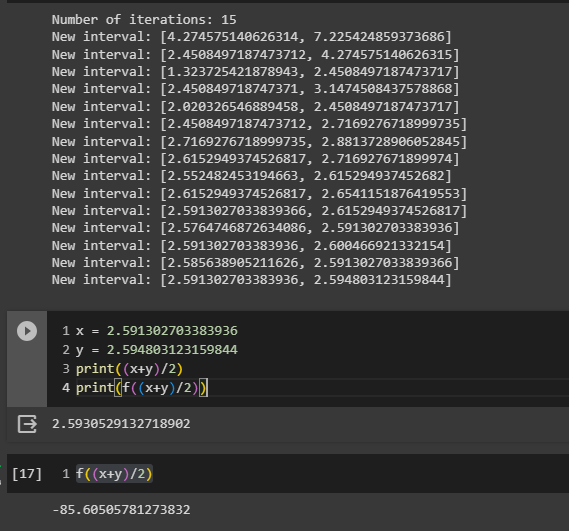 Number of iterations: 15
New interval: [4.274575140626314, 7.225424859373686]
New interval: [2.4508497187473712, 4.274575140626315]
New interval: [1.323725421878943, 2.4508497187473717]
New interval: [2.450849718747371, 3.1474508437578868]
New interval: [2.020326546889458, 2.4508497187473717]
New interval: [2.4508497187473712, 2.7169276718999735]
New interval: [2.7169276718999735, 2.8813728906052845]
New interval: [2.6152949374526817, 2.716927671899974]
New interval: [2.552482453194663, 2.615294937452682]
New interval: [2.6152949374526817, 2.6541151876419553]
New interval: [2.5913027033839366, 2.6152949374526817]
New interval: [2.5764746872634086, 2.591302703383936]
New interval: [2.591302703383936, 2.600466921332154]
New interval: [2.585638905211626, 2.5913027033839366]
New interval: [2.591302703383936, 2.594803123159844]
1 x = 2.591302703383936
2 y = 2.594803123159844
3 print((x+y)/2)
4 print(f((x+y)/2))
2.5930529132718902
[17] 1 f((x+y)/2)
-85.60505781273832